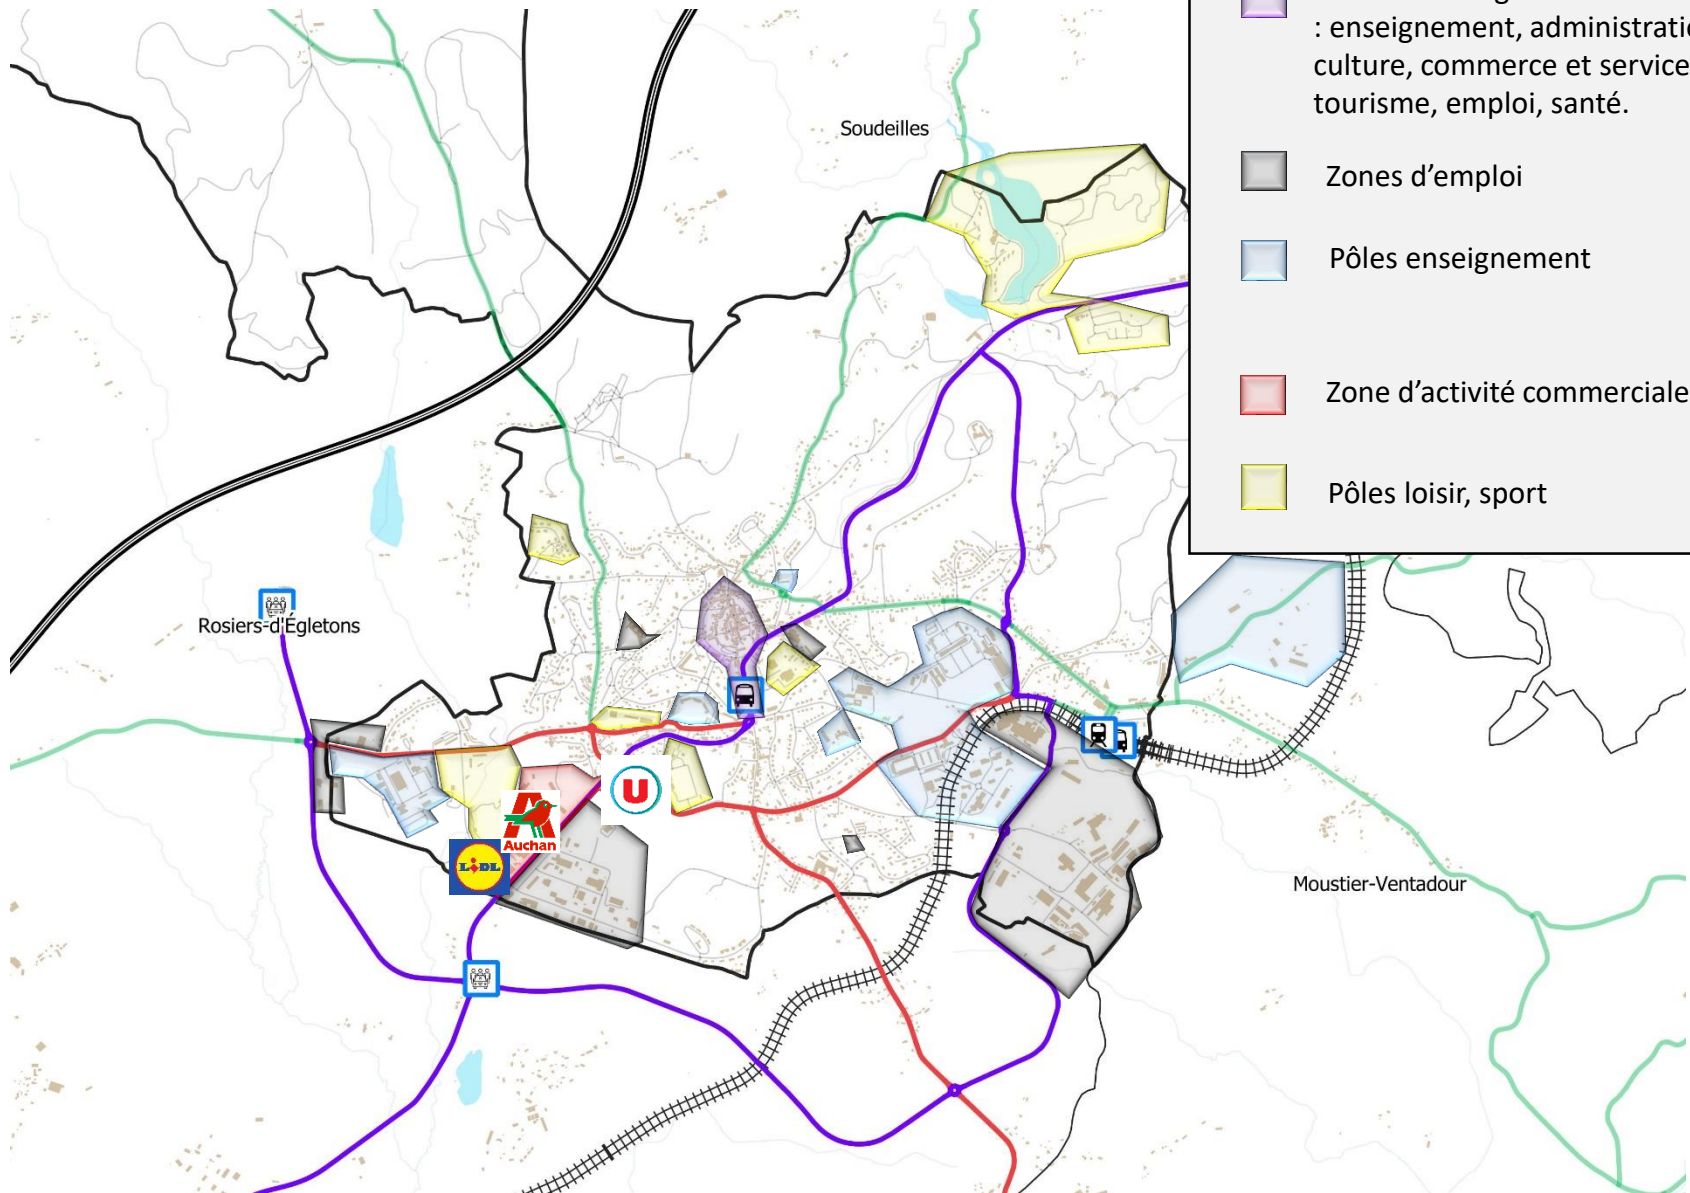 : enseignement, administrati
culture, commerce et service
tourisme, emploi, santé.
Zones d'emploi
Pôles enseignement
Zone d'activité commerciale
Pôles loisir, sport
Soudeilles
Rosiers-d'Égletons
U
Auchan
LIDL
Moustier-Ventadour